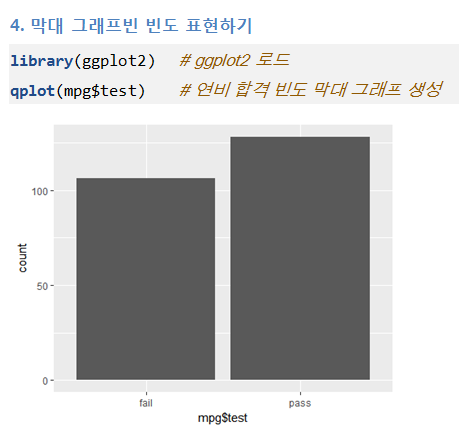 4. 막대 그래프빈 빈도 표현하기
library(ggplot2) # ggplot2 로드
qplot(mpg$test) # 연비 합격 빈도 막대 그래프 생성
100
50
0
count
fail pass
mpg$test